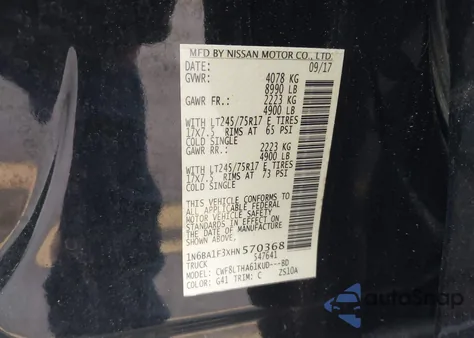 MFD BY NISSAN MOTOR CO., LTD.
DATE: 09/17
GVWR: 4078 KG
8990 LB
GAWR FR.: 2223 KG
4900 LB
WITH LT245/75R17 E TIRES
17X7.5 RIMS AT 65 PSI
COLD SINGLE
GAWR RR.: 2223 KG
4900 LB
WITH LT245/75R17 E TIRES
17X7.5 RIMS AT 73 PSI
COLD SINGLE
THIS VEHICLE CONFORMS TO
ALL APPLICABLE FEDERAL
MOTOR VEHICLE SAFETY
STANDARDS IN EFFECT ON
THE DATE OF MANUFACTURE
SHOWN ABOVE.
1N6BA1F3XHN570368
TRUCK 547641
MODEL: CWF8LTHA61KUD---BD
COLOR: G41 TRIM: C ZS10A
AutoSnap